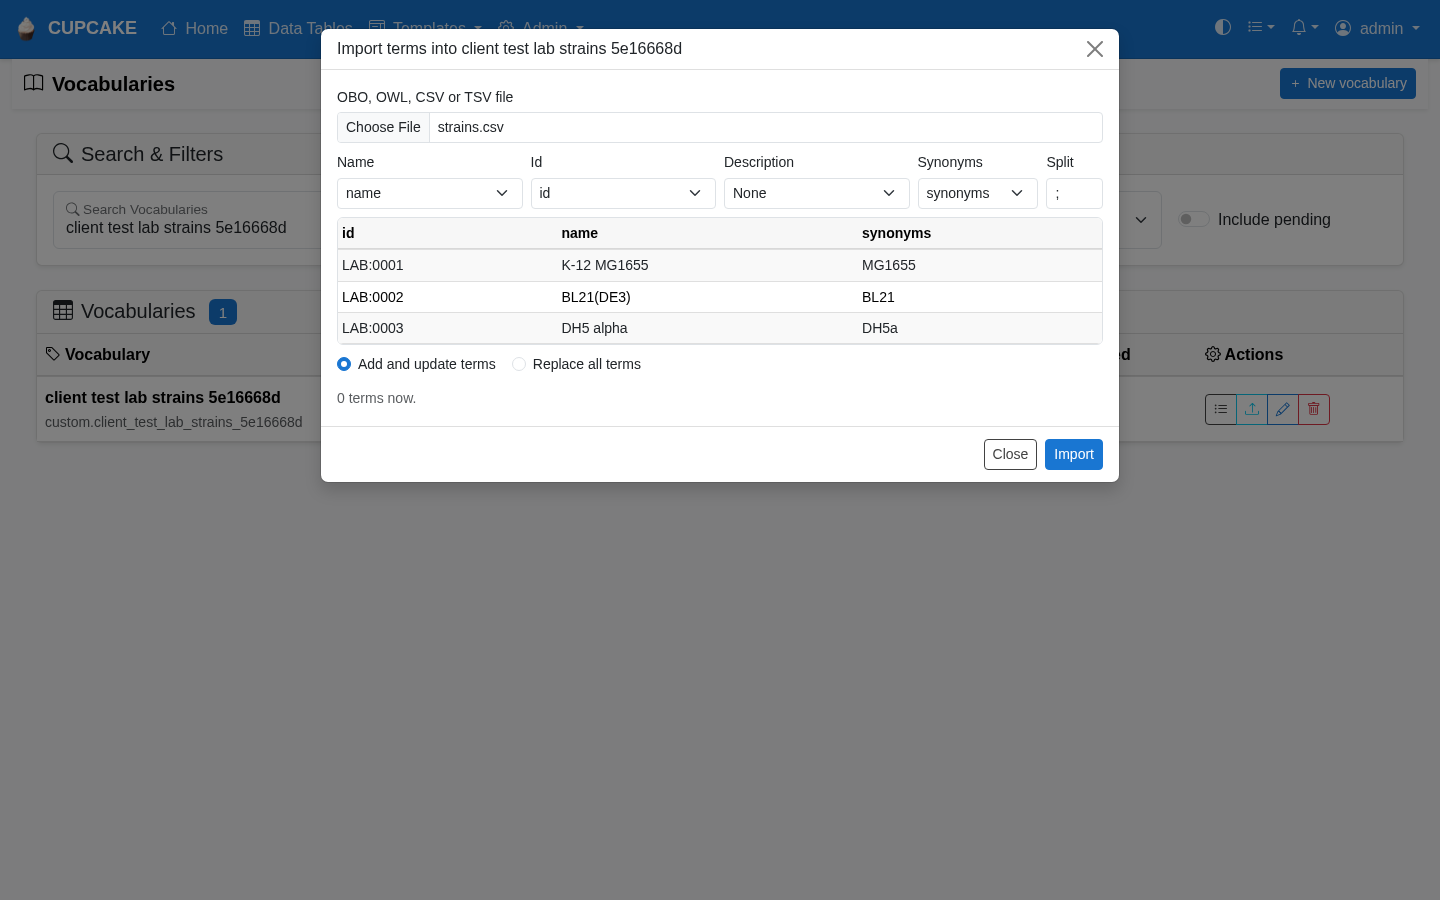 CUPCAKE Home Data Tables Templates Admin admin
Import terms into client test lab strains 5e16668d
Vocabularies
+ New vocabulary
OBO, OWL, CSV or TSV file
Choose File strains.csv
Search & Filters
Name Id Description Synonyms Split
name id None synonyms ;
Search Vocabularies
client test lab strains 5e16668d
Include pending
id name synonyms
LAB:0001 K-12 MG1655 MG1655
LAB:0002 BL21(DE3) BL21
LAB:0003 DH5 alpha DH5a
Vocabularies 1
Vocabulary
Actions
Add and update terms Replace all terms
client test lab strains 5e16668d
custom.client_test_lab_strains_5e16668d
0 terms now.
Close Import